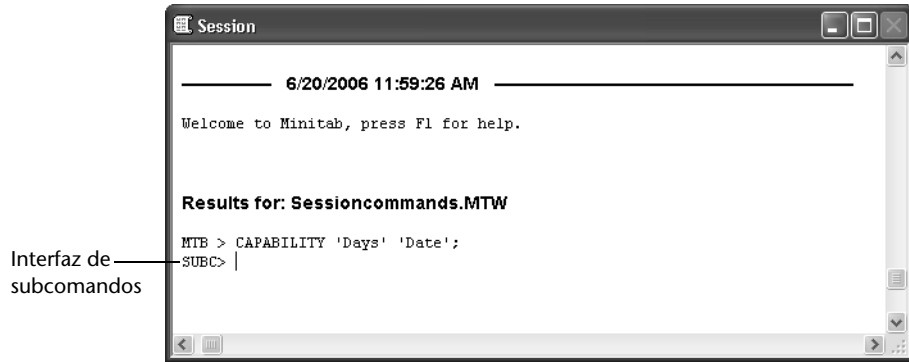 Session
6/20/2006 11:59:26 AM
Welcome to Minitab, press F1 for help.
Results for: Sessioncommands.MTW
MTB > CAPABILITY 'Days' 'Date';
SUBC>
Interfaz de
subcomandos